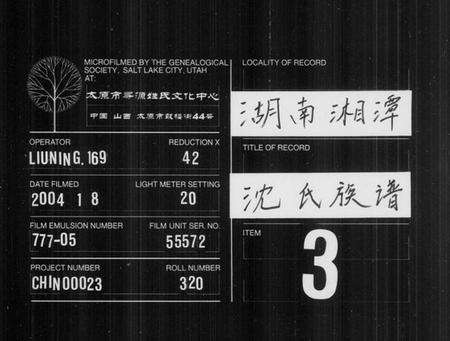 MICROFILMED BY THE GENEALOGICAL
SOCIETY, SALT LAKE CITY, UTAH
AT:
太原市寻源姓氏文化中心
中国 山西 太原市鼓楼街44号
OPERATOR
LIUNING, 169
REDUCTION X
42
DATE FILMED
2004 1 8
LIGHT METER SETTING
20
FILM EMULSION NUMBER
777-05
FILM UNIT SER. NO.
55572
PROJECT NUMBER
CHN00023
ROLL NUMBER
320
LOCALITY OF RECORD
湖南湘潭
TITLE OF RECORD
沈氏族谱
ITEM
3